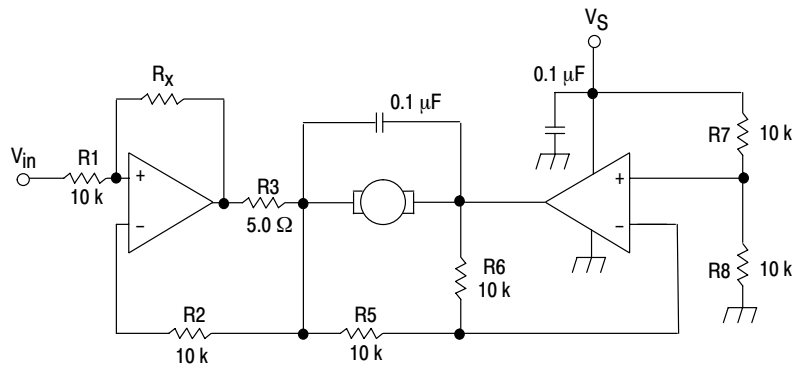 V_S
R_x
0.1 μF
0.1 μF
R7
10 k
V_in
R1
10 k
+
−
R3
5.0 Ω
+
−
R6
10 k
R8
10 k
R2
10 k
R5
10 k